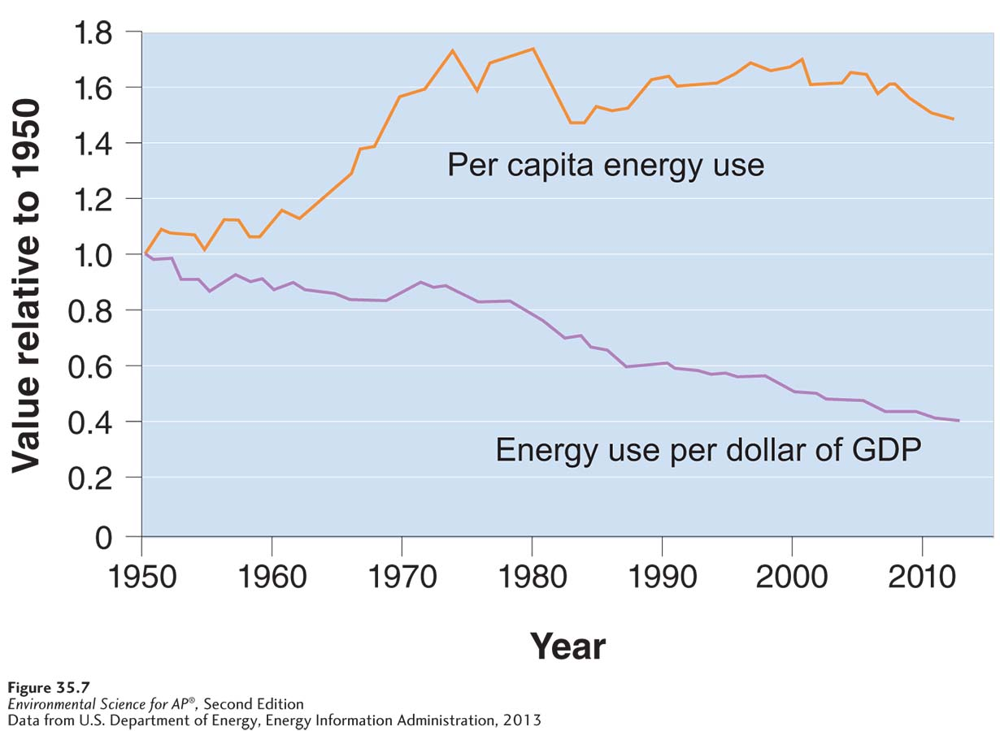 Value relative to 1950
1.8
1.6
1.4
1.2
1.0
0.8
0.6
0.4
0.2
0
Per capita energy use
Energy use per dollar of GDP
1950 1960 1970 1980 1990 2000 2010
Year
Figure 35.7
Environmental Science for AP®, Second Edition
Data from U.S. Department of Energy, Energy Information Administration, 2013